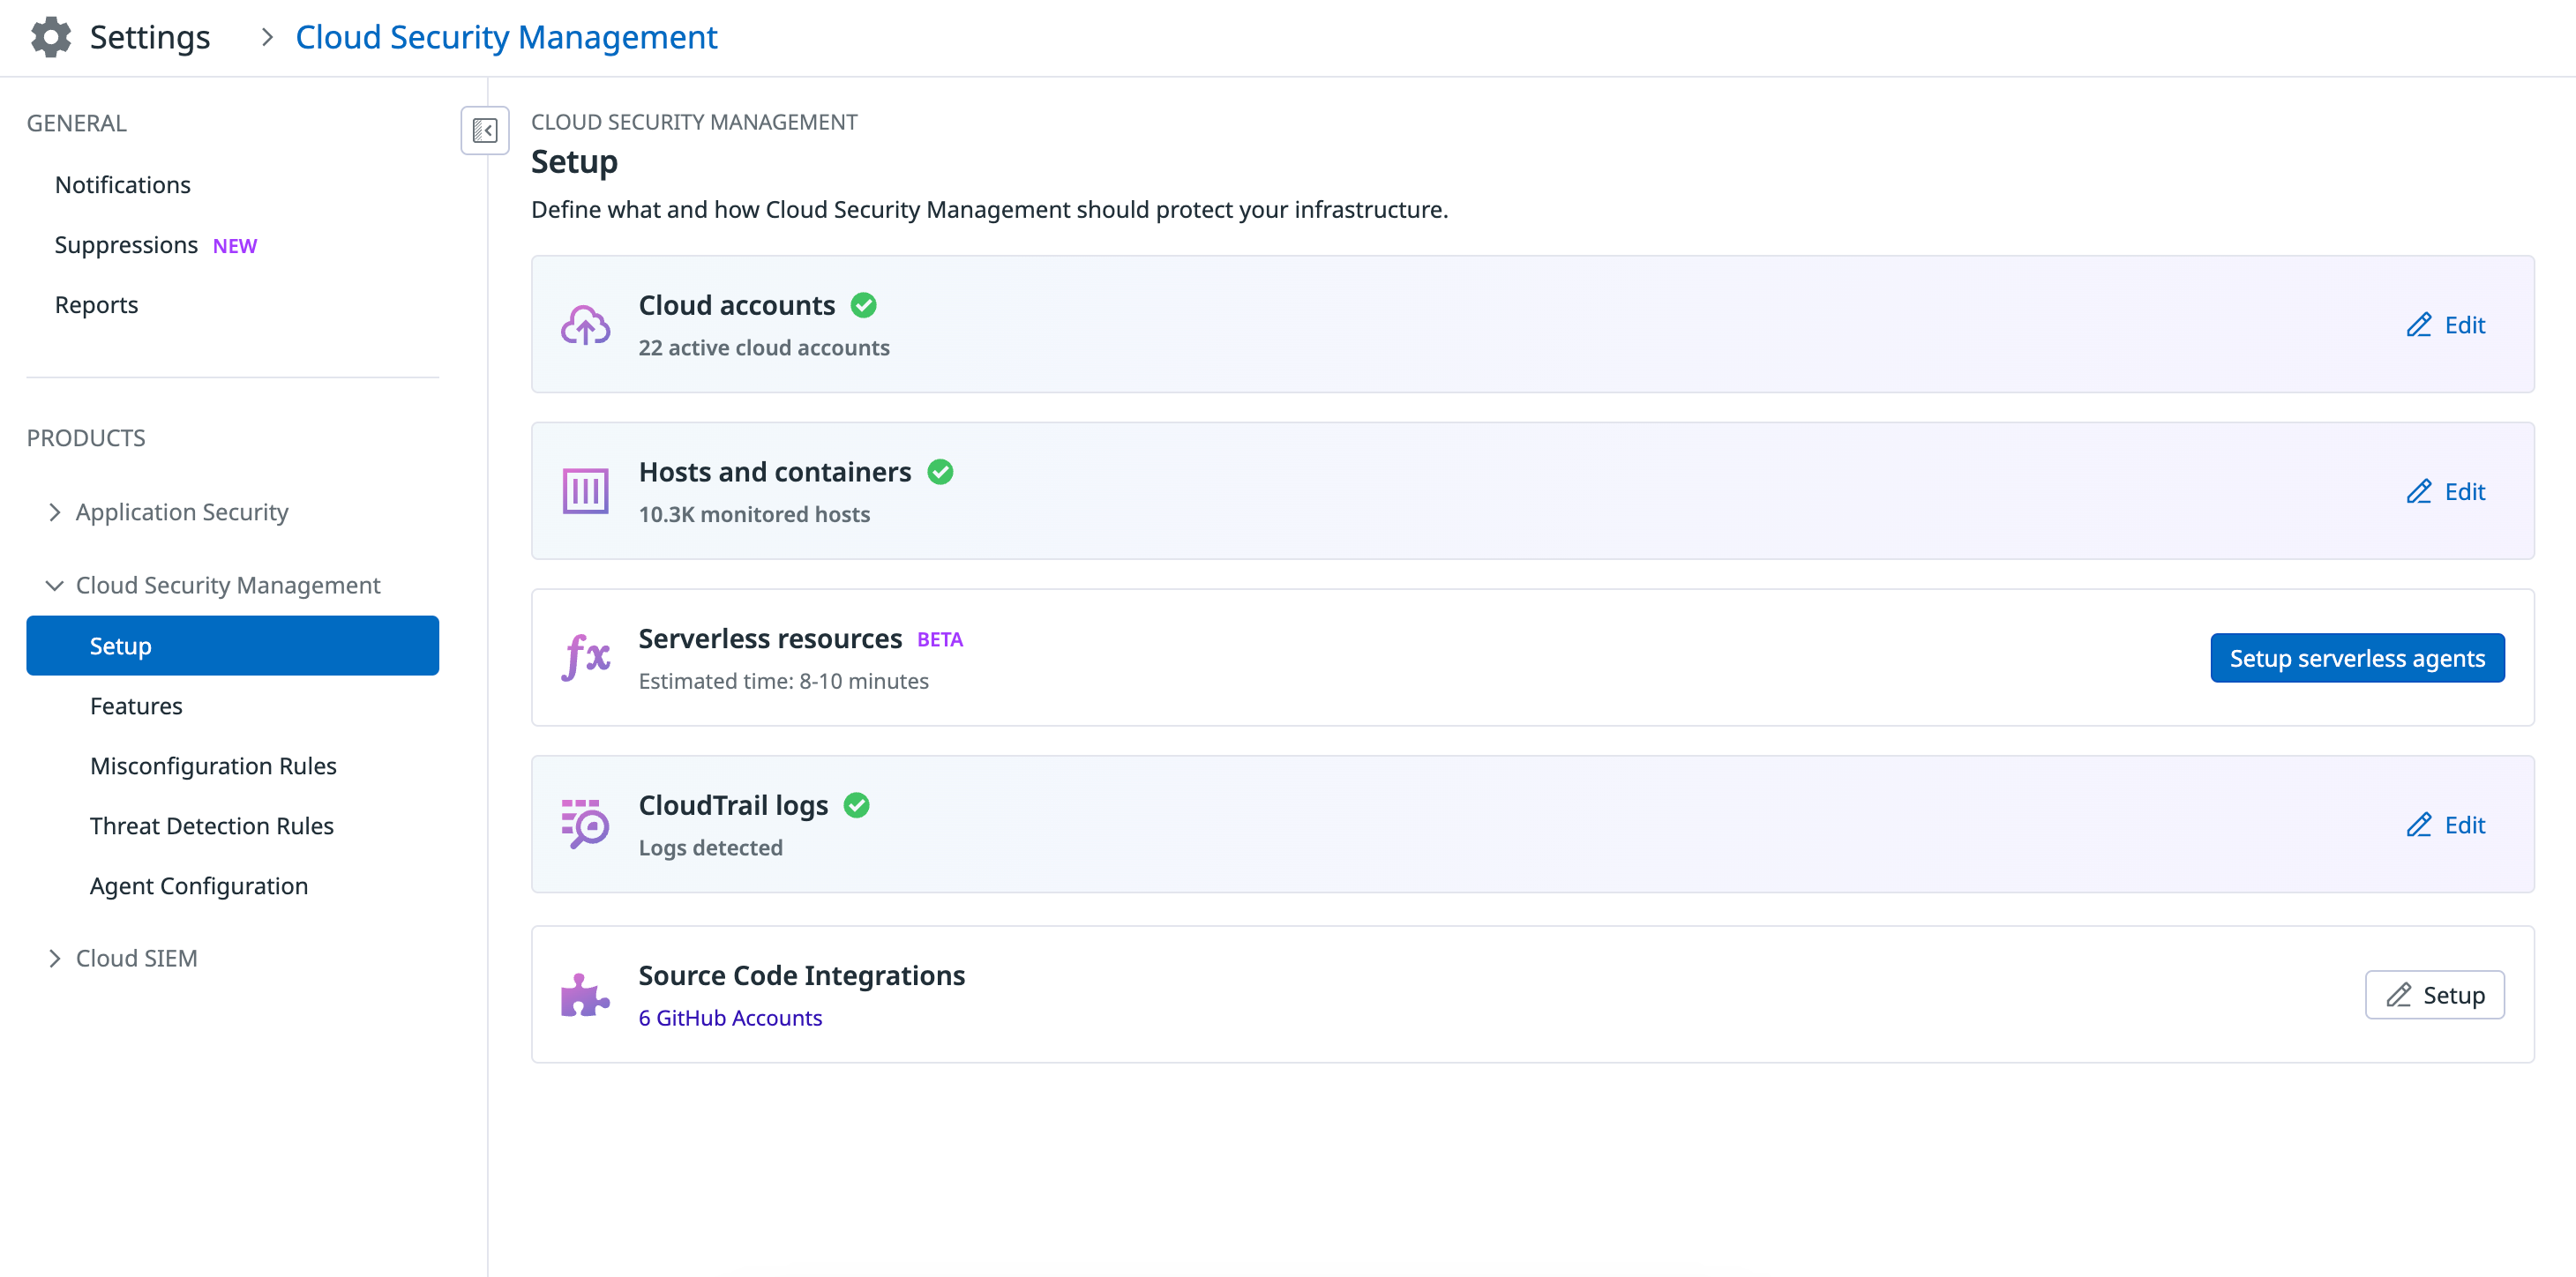 Settings > Cloud Security Management
GENERAL
Notifications
Suppressions NEW
Reports
PRODUCTS
Application Security
Cloud Security Management
Setup
Features
Misconfiguration Rules
Threat Detection Rules
Agent Configuration
Cloud SIEM
CLOUD SECURITY MANAGEMENT
Setup
Define what and how Cloud Security Management should protect your infrastructure.
Cloud accounts
22 active cloud accounts
Edit
Hosts and containers
10.3K monitored hosts
Edit
Serverless resources BETA
Estimated time: 8-10 minutes
Setup serverless agents
CloudTrail logs
Logs detected
Edit
Source Code Integrations
6 GitHub Accounts
Setup